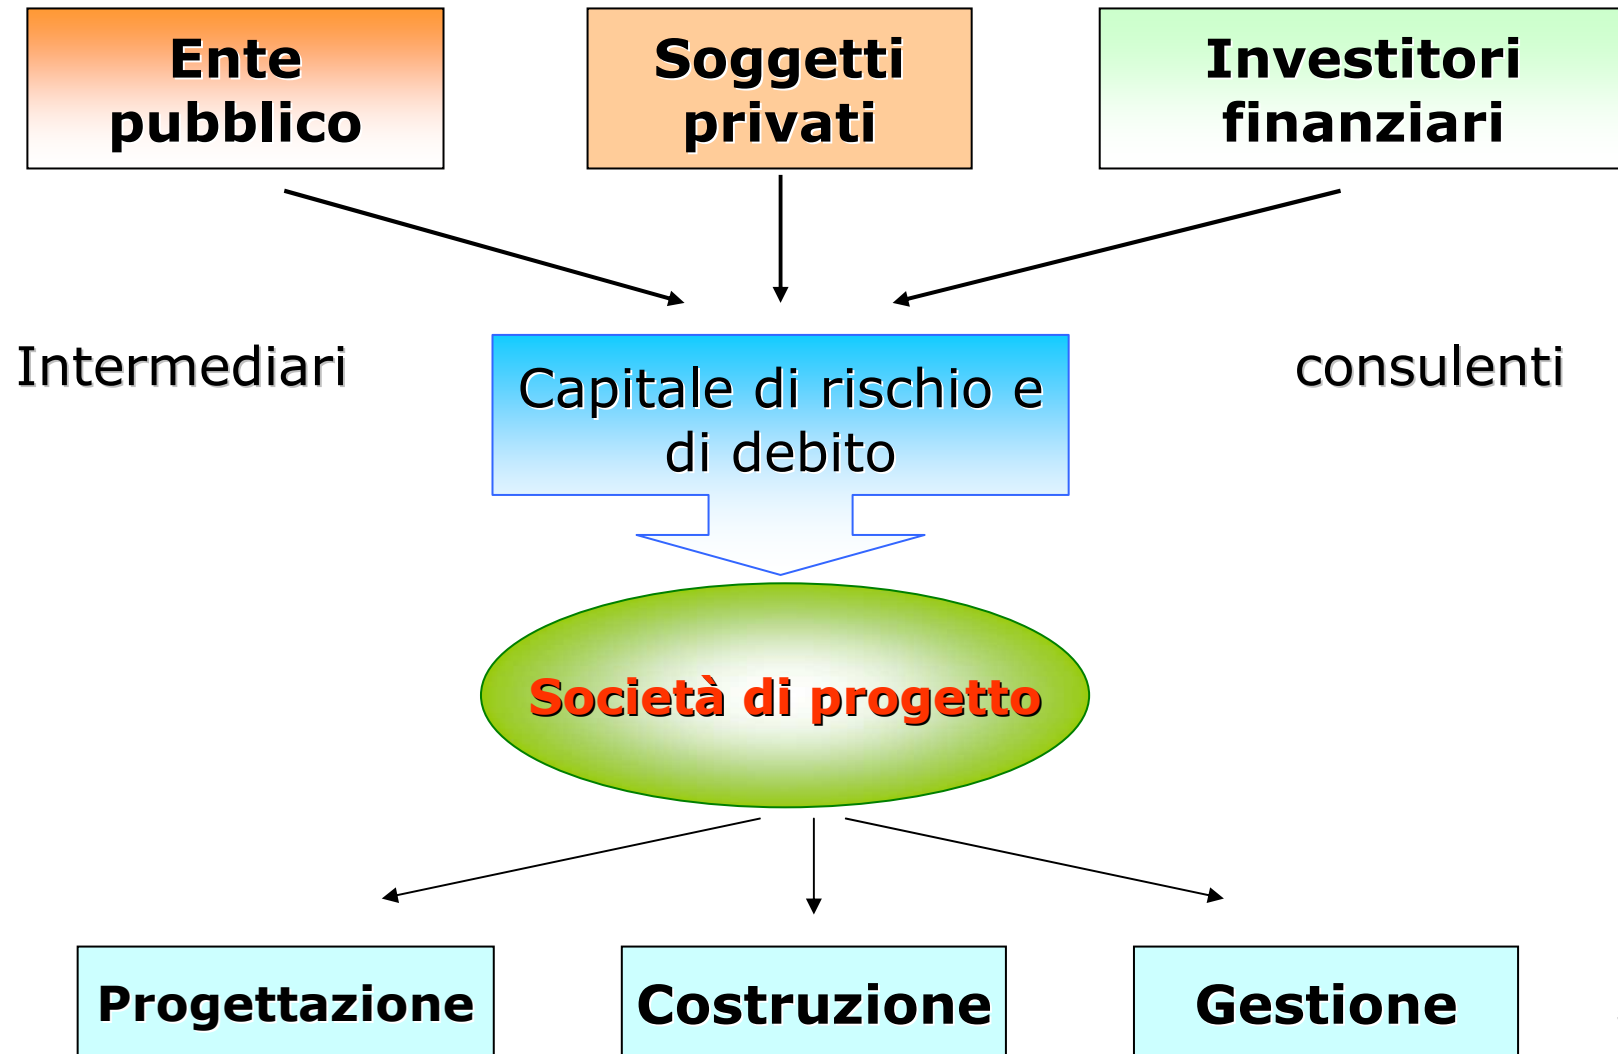 Ente
pubblico
Soggetti
privati
Investitori
finanziari
Intermediari
Capitale di rischio e
di debito
consulenti
Società di progetto
Progettazione
Costruzione
Gestione